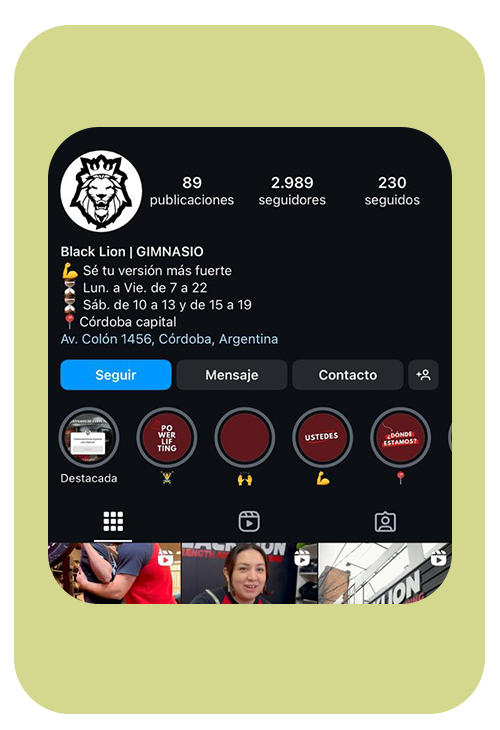 89
publicaciones
2.989
seguidores
230
seguidos
Black Lion | GIMNASIO
💪 Sé tu versión más fuerte
⏳ Lun. a Vie. de 7 a 22
⏳ Sáb. de 10 a 13 y de 15 a 19
📍 Córdoba capital
Av. Colón 1456, Córdoba, Argentina
Seguir
Mensaje
Contacto
PO
WER
LIF
TING
USTEDES
¿DÓNDE
ESTAMOS?
Destacada
🏋️
🙌
💪
📍
LION